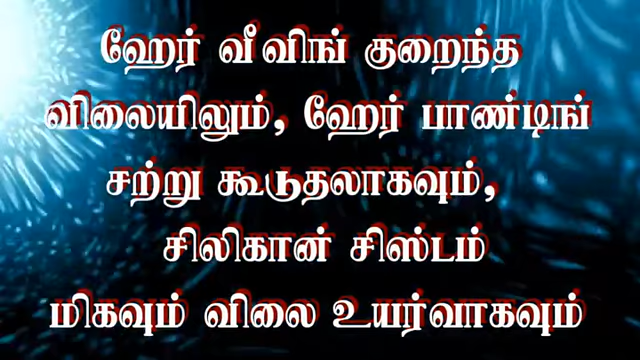 ஹேர் வீவிங் குறைந்த
விலையிலும், ஹேர் பாண்டிங்
சற்று கூடுதலாகவும்,
சிலிகான் சிஸ்டம்
மிகவும் விலை உயர்வாகவும்